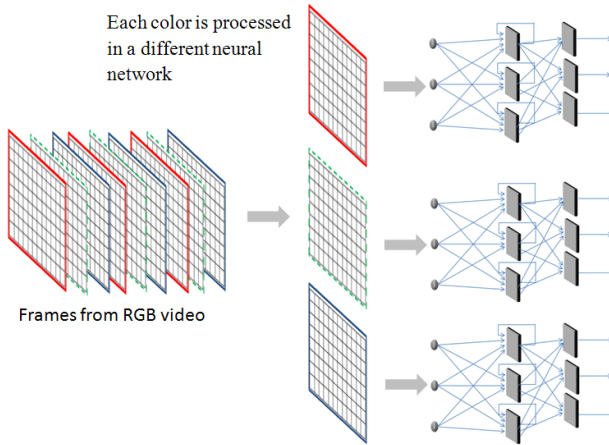 Each color is processed
in a different neural
network
Frames from RGB video